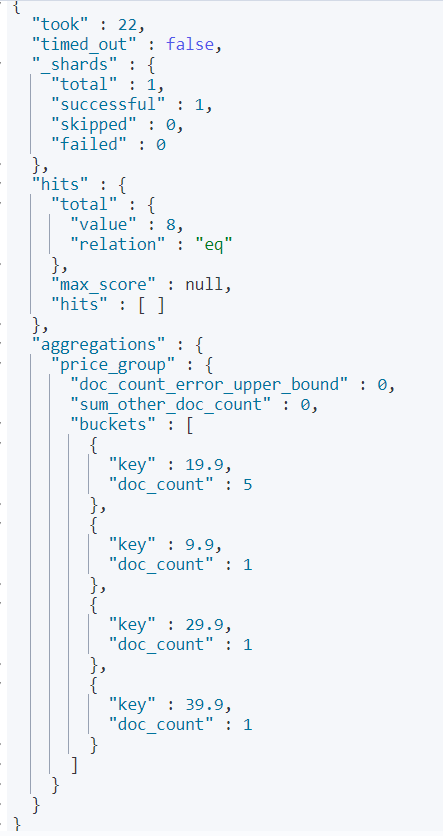 {
  "took" : 22,
  "timed_out" : false,
  "_shards" : {
    "total" : 1,
    "successful" : 1,
    "skipped" : 0,
    "failed" : 0
  },
  "hits" : {
    "total" : {
      "value" : 8,
      "relation" : "eq"
    },
    "max_score" : null,
    "hits" : [ ]
  },
  "aggregations" : {
    "price_group" : {
      "doc_count_error_upper_bound" : 0,
      "sum_other_doc_count" : 0,
      "buckets" : [
        {
          "key" : 19.9,
          "doc_count" : 5
        },
        {
          "key" : 9.9,
          "doc_count" : 1
        },
        {
          "key" : 29.9,
          "doc_count" : 1
        },
        {
          "key" : 39.9,
          "doc_count" : 1
        }
      ]
    }
  }
}